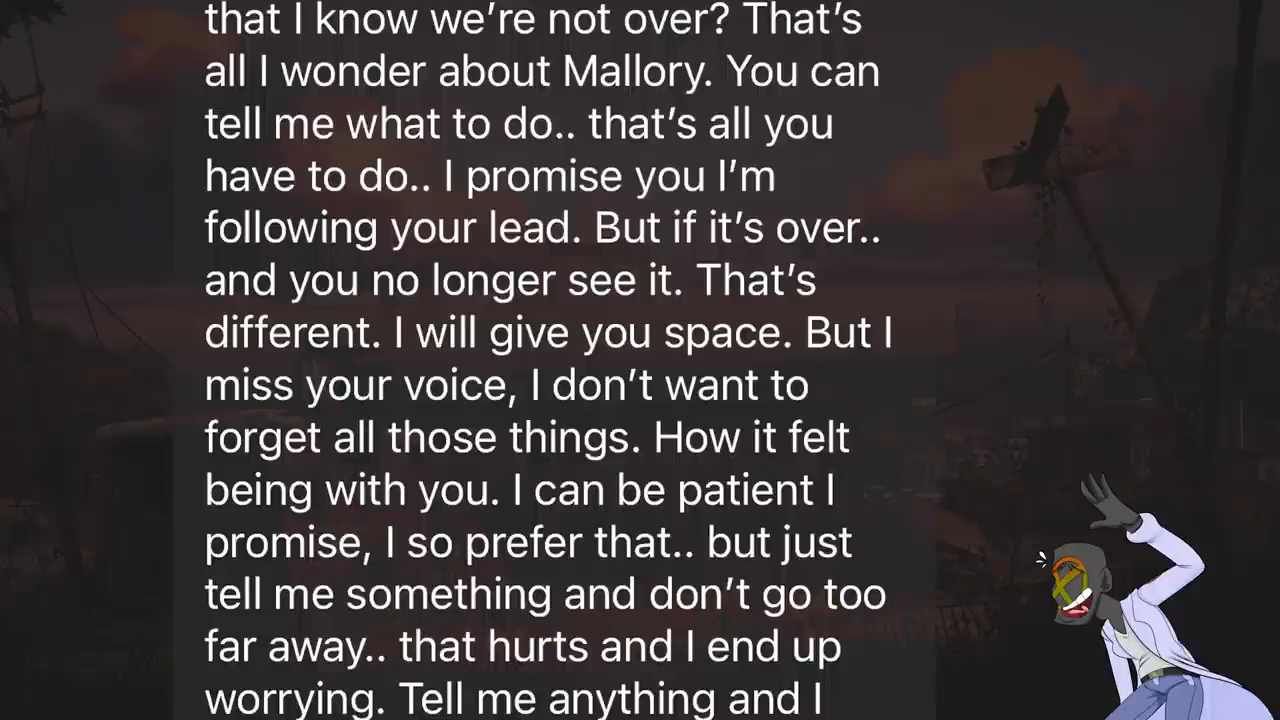 that I know we’re not over? That’s
all I wonder about Mallory. You can
tell me what to do.. that’s all you
have to do.. I promise you I’m
following your lead. But if it’s over..
and you no longer see it. That’s
different. I will give you space. But I
miss your voice, I don’t want to
forget all those things. How it felt
being with you. I can be patient I
promise, I so prefer that.. but just
tell me something and don’t go too
far away.. that hurts and I end up
worrying. Tell me anything and I